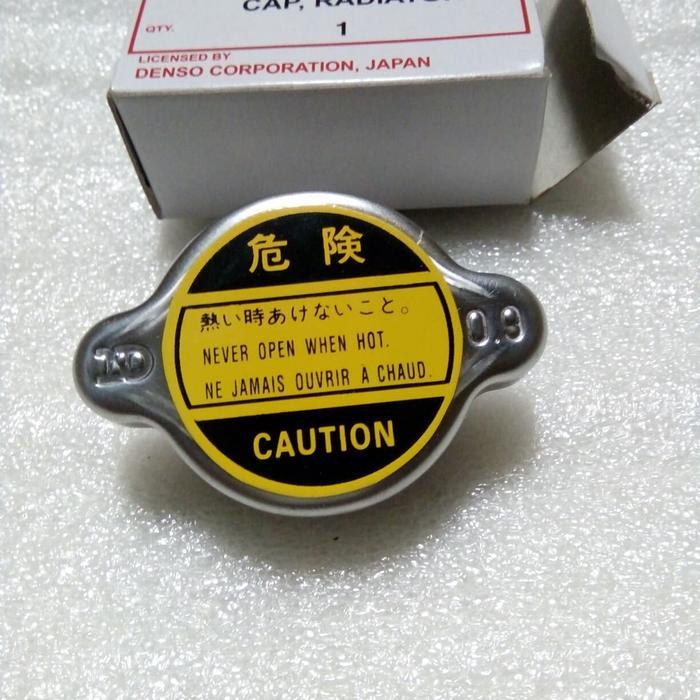 CAP, RADIATO
QTY.
1
LICENSED BY
DENSO CORPORATION, JAPAN
危険
熱い時あけないこと。
NEVER OPEN WHEN HOT.
NE JAMAIS OUVRIR À CHAUD.
0.9
CAUTION